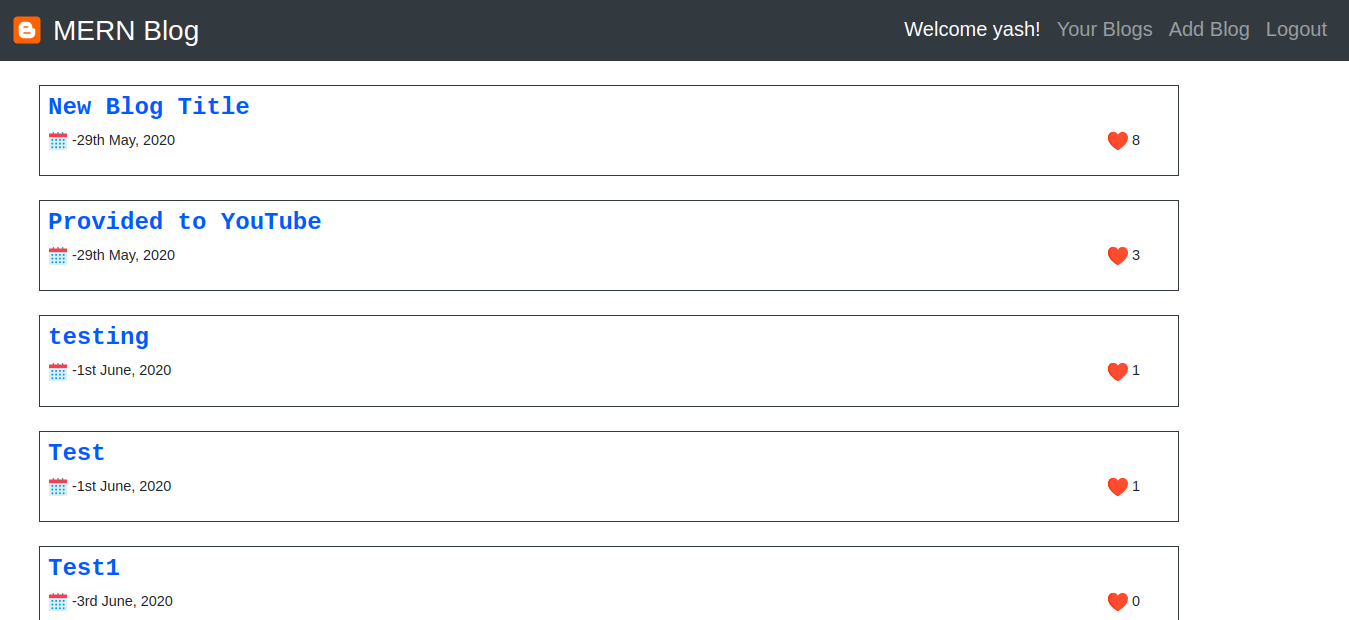 MERN Blog Welcome yash! Your Blogs Add Blog Logout
New Blog Title
-29th May, 2020 8
Provided to YouTube
-29th May, 2020 3
testing
-1st June, 2020 1
Test
-1st June, 2020 1
Test1
-3rd June, 2020 0